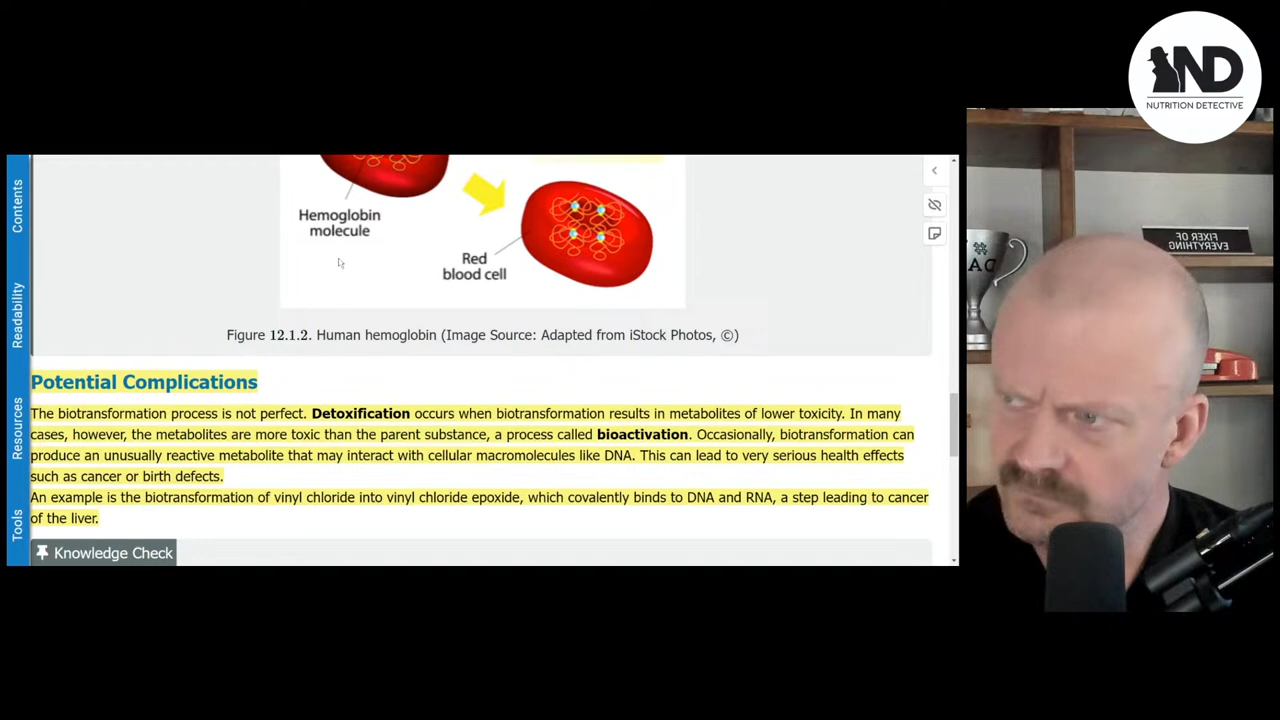 IND
NUTRITION DETECTIVE
Contents
Readability
Resources
Tools
Hemoglobin
molecule
Red
blood cell
Figure 12.1.2. Human hemoglobin (Image Source: Adapted from iStock Photos, ©)
Potential Complications
The biotransformation process is not perfect. Detoxification occurs when biotransformation results in metabolites of lower toxicity. In many
cases, however, the metabolites are more toxic than the parent substance, a process called bioactivation. Occasionally, biotransformation can
produce an unusually reactive metabolite that may interact with cellular macromolecules like DNA. This can lead to very serious health effects
such as cancer or birth defects.
An example is the biotransformation of vinyl chloride into vinyl chloride epoxide, which covalently binds to DNA and RNA, a step leading to cancer
of the liver.
Knowledge Check
FIXER OF
EVERYTHING
#
DA